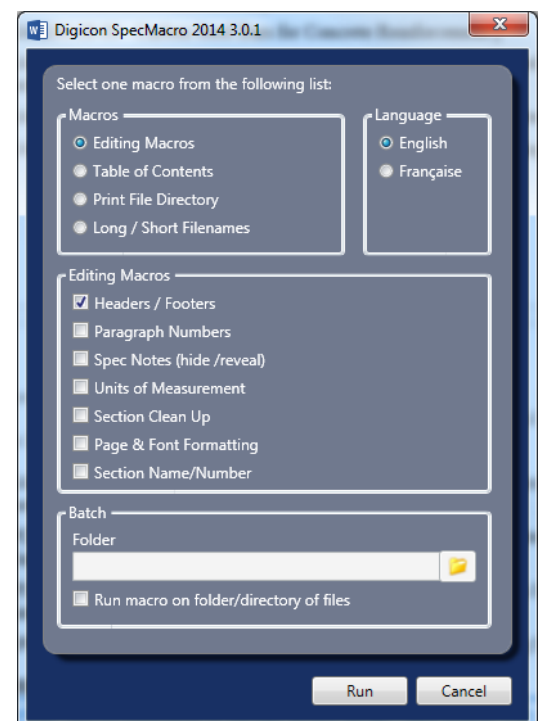 Digicon SpecMacro 2014 3.0.1
Select one macro from the following list:
Macros
Editing Macros
Table of Contents
Print File Directory
Long / Short Filenames
Language
English
Française
Editing Macros
Headers / Footers
Paragraph Numbers
Spec Notes (hide /reveal)
Units of Measurement
Section Clean Up
Page & Font Formatting
Section Name/Number
Batch
Folder
Run macro on folder/directory of files
Run
Cancel